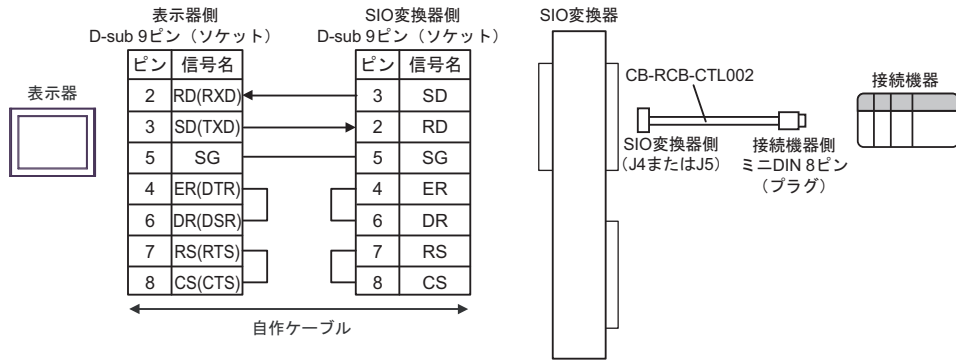 表示器側
D-sub 9ピン（ソケット）
SIO変換器側
D-sub 9ピン（ソケット）
SIO変換器
表示器
ピン 信号名
2 RD(RXD)
3 SD(TXD)
5 SG
4 ER(DTR)
6 DR(DSR)
7 RS(RTS)
8 CS(CTS)
ピン 信号名
3 SD
2 RD
5 SG
4 ER
6 DR
7 RS
8 CS
自作ケーブル
CB-RCB-CTL002
SIO変換器側
（J4またはJ5）
接続機器側
ミニDIN 8ピン
（プラグ）
接続機器